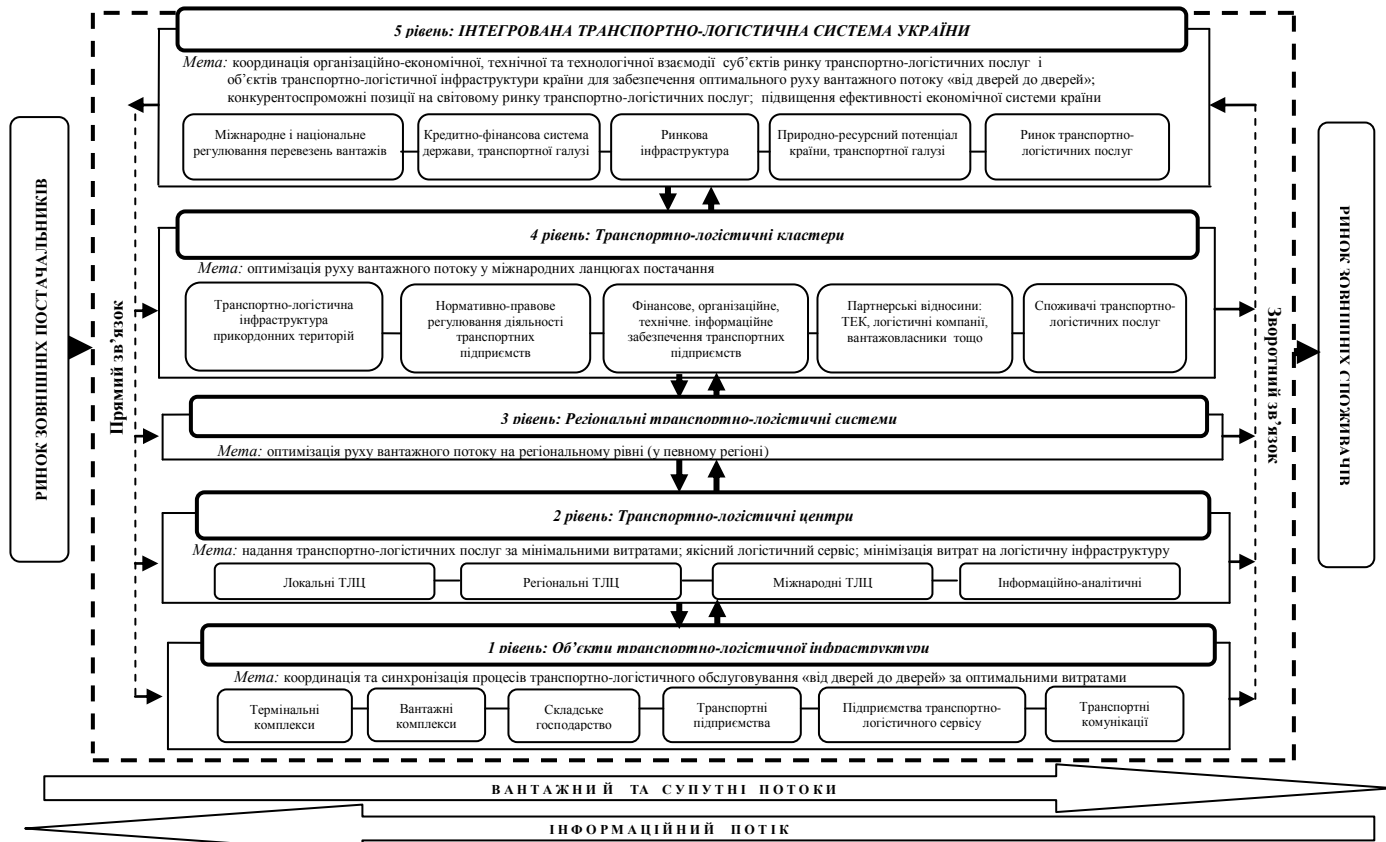 5 рівень: ІНТЕГРОВАНА ТРАНСПОРТНО-ЛОГІСТИЧНА СИСТЕМА УКРАЇНИ
Мета: координація організаційно-економічної, технічної та технологічної взаємодії суб’єктів ринку транспортно-логістичних послуг і
об’єктів транспортно-логістичної інфраструктури країни для забезпечення оптимального руху вантажного потоку «від дверей до дверей»;
конкурентоспроможні позиції на світовому ринку транспортно-логістичних послуг; підвищення ефективності економічної системи країни
Міжнародне і національне
регулювання перевезень вантажів
Кредитно-фінансова система
держави, транспортної галузі
Ринкова
інфраструктура
Природно-ресурсний потенціал
країни, транспортної галузі
Ринок транспортно-
логістичних послуг
РИНОК ЗОВНІШНІХ ПОСТАЧАЛЬНИКІВ
Прямий зв’язок
4 рівень: Транспортно-логістичні кластери
Мета: оптимізація руху вантажного потоку у міжнародних ланцюгах постачання
Транспортно-логістична
інфраструктура
прикордонних територій
Нормативно-правове
регулювання діяльності
транспортних
підприємств
Фінансове, організаційне,
технічне. інформаційне
забезпечення транспортних
підприємств
Партнерські відносини:
ТЕК, логістичні компанії,
вантажовласники тощо
Споживачі транспортно-
логістичних послуг
Зворотний зв’язок
РИНОК ЗОВНІШНІХ СПОЖИВАЧІВ
3 рівень: Регіональні транспортно-логістичні системи
Мета: оптимізація руху вантажного потоку на регіональному рівні (у певному регіоні)
2 рівень: Транспортно-логістичні центри
Мета: надання транспортно-логістичних послуг за мінімальними витратами; якісний логістичний сервіс; мінімізація витрат на логістичну інфраструктуру
Локальні ТЛЦ
Регіональні ТЛЦ
Міжнародні ТЛЦ
Інформаційно-аналітичні
1 рівень: Об’єкти транспортно-логістичної інфраструктури
Мета: координація та синхронізація процесів транспортно-логістичного обслуговування «від дверей до дверей» за оптимальними витратами
Термінальні
комплекси
Вантажні
комплекси
Складське
господарство
Транспортні
підприємства
Підприємства транспортно-
логістичного сервісу
Транспортні
комунікації
ВАНТАЖНИЙ ТА СУПУТНІ ПОТОКИ
ІНФОРМАЦІЙНИЙ ПОТІК